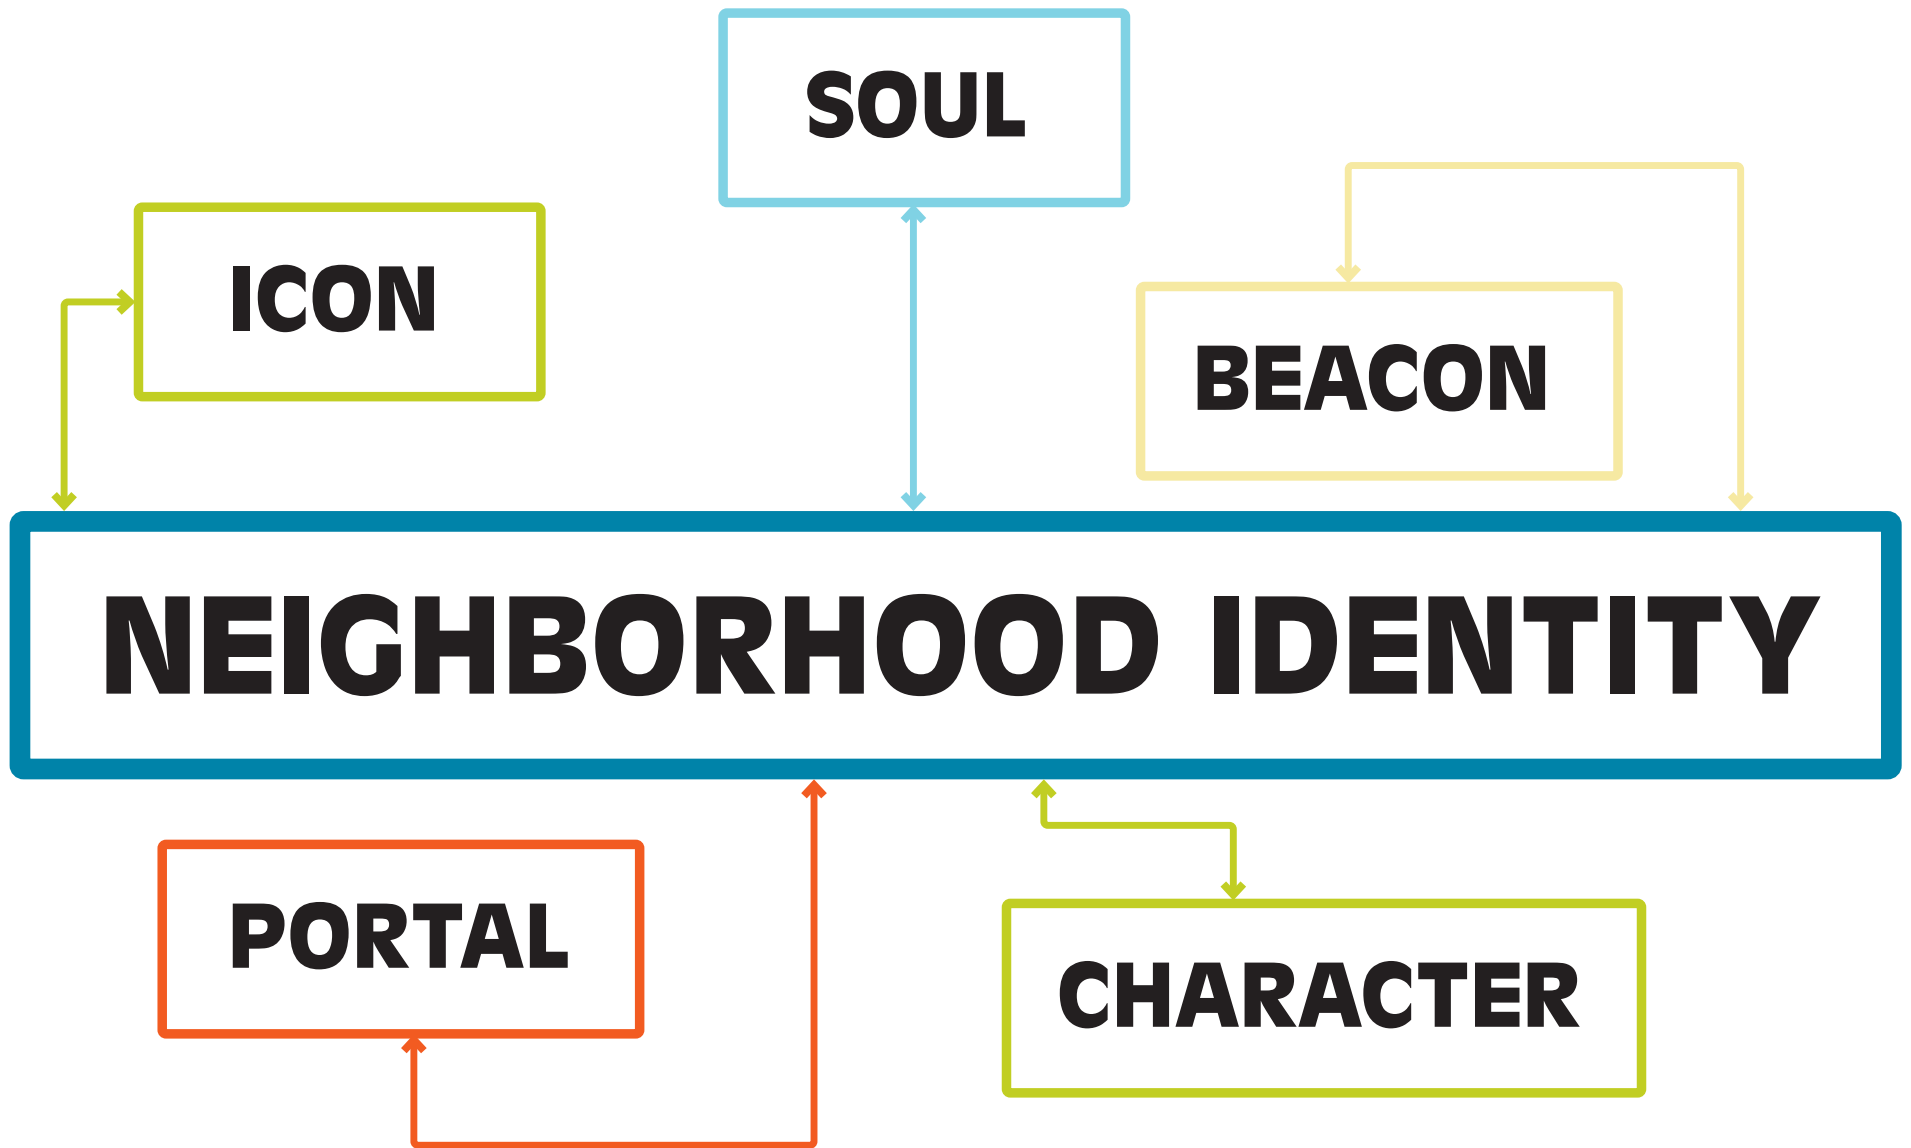 SOUL
ICON
BEACON
NEIGHBORHOOD IDENTITY
PORTAL
CHARACTER